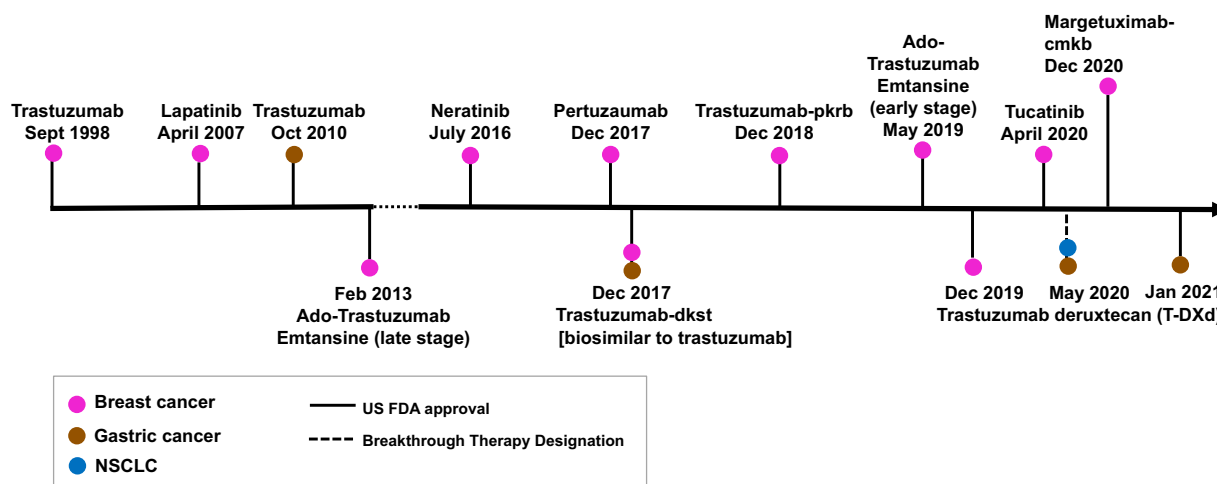 Trastuzumab
Sept 1998
Lapatinib
April 2007
Trastuzumab
Oct 2010
Neratinib
July 2016
Pertuzaumab
Dec 2017
Trastuzumab-pkrb
Dec 2018
Ado-
Trastuzumab
Emtansine
(early stage)
May 2019
Tucatinib
April 2020
Margetuximab-
cmkb
Dec 2020
Feb 2013
Ado-Trastuzumab
Emtansine (late stage)
Dec 2017
Trastuzumab-dkst
[biosimilar to trastuzumab]
Dec 2019
May 2020
Jan 2021
Trastuzumab deruxtecan (T-DXd)
Breast cancer
Gastric cancer
NSCLC
US FDA approval
Breakthrough Therapy Designation